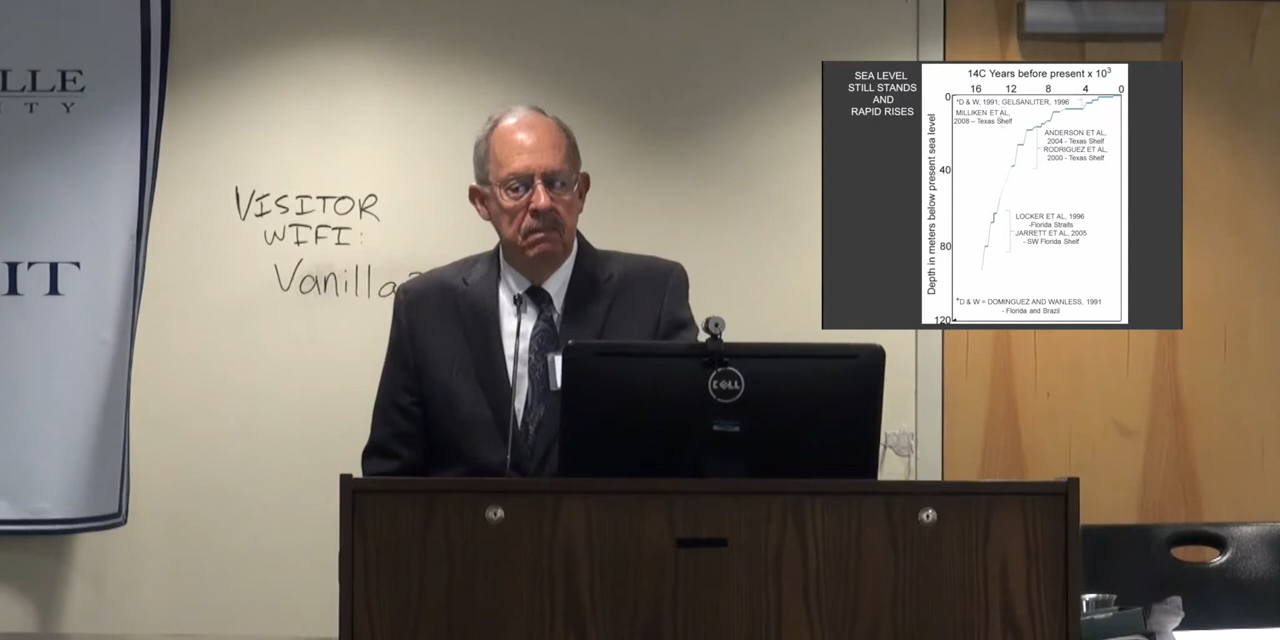 LLE
ITY
IT
VISITOR
WIFI:
Vanilla
DELL
SEA LEVEL
STILL STANDS
AND
RAPID RISES
14C Years before present x 10³
16 12 8 4 0
0
40
80
120
Depth in meters below present sea level
*D & W, 1991; GELSANLITER, 1996
MILLIKEN ET AL,
2008 – Texas Shelf
ANDERSON ET AL,
2004 - Texas Shelf
RODRIGUEZ ET AL,
2000 - Texas Shelf
LOCKER ET AL, 1996
-Florida Straits
JARRETT ET AL, 2005
- SW Florida Shelf
*D & W = DOMINGUEZ AND WANLESS, 1991
- Florida and Brazil